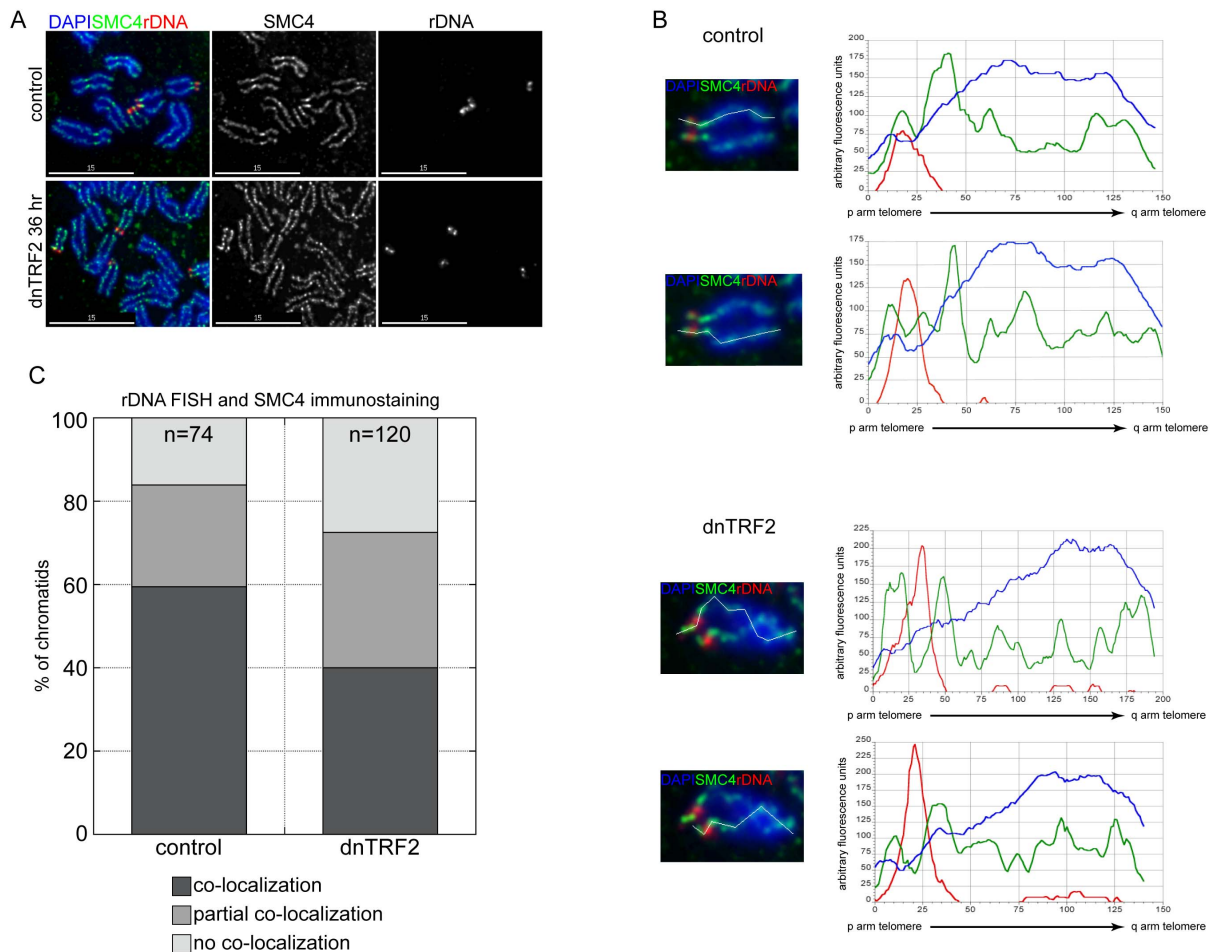 A
DAPISMC4rDNA
SMC4
rDNA
control
15
15
15
dnTRF2 36 hr
15
15
15
B
control
DAPISMC4rDNA
arbitrary fluorescence units
200
175
150
125
100
75
50
25
0
0 25 50 75 100 125 150
p arm telomere
q arm telomere
DAPISMC4rDNA
arbitrary fluorescence units
175
150
125
100
75
50
25
0
0 25 50 75 100 125 150
p arm telomere
q arm telomere
dnTRF2
DAPISMC4rDNA
arbitrary fluorescence units
225
200
175
150
125
100
75
50
25
0
0 25 50 75 100 125 150 175 200
p arm telomere
q arm telomere
DAPISMC4rDNA
arbitrary fluorescence units
250
225
200
175
150
125
100
75
50
25
0
0 25 50 75 100 125 150
p arm telomere
q arm telomere
C
rDNA FISH and SMC4 immunostaining
% of chromatids
100
80
60
40
20
0
n=74
n=120
control
dnTRF2
co-localization
partial co-localization
no co-localization